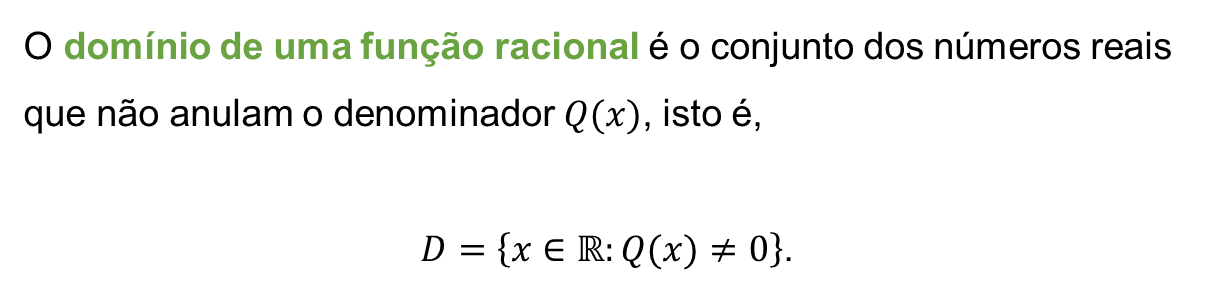 O domínio de uma função racional é o conjunto dos números reais
que não anulam o denominador 𝑄(𝑥), isto é,
𝐷 = {𝑥 ∈ ℝ: 𝑄(𝑥) ≠ 0}.